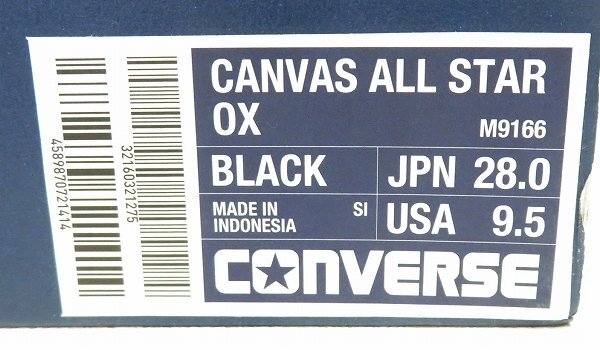 4589870721414
32160321275
CANVAS ALL STAR
OX M9166
BLACK JPN 28.0
MADE IN INDONESIA SI USA 9.5
CONVERSE